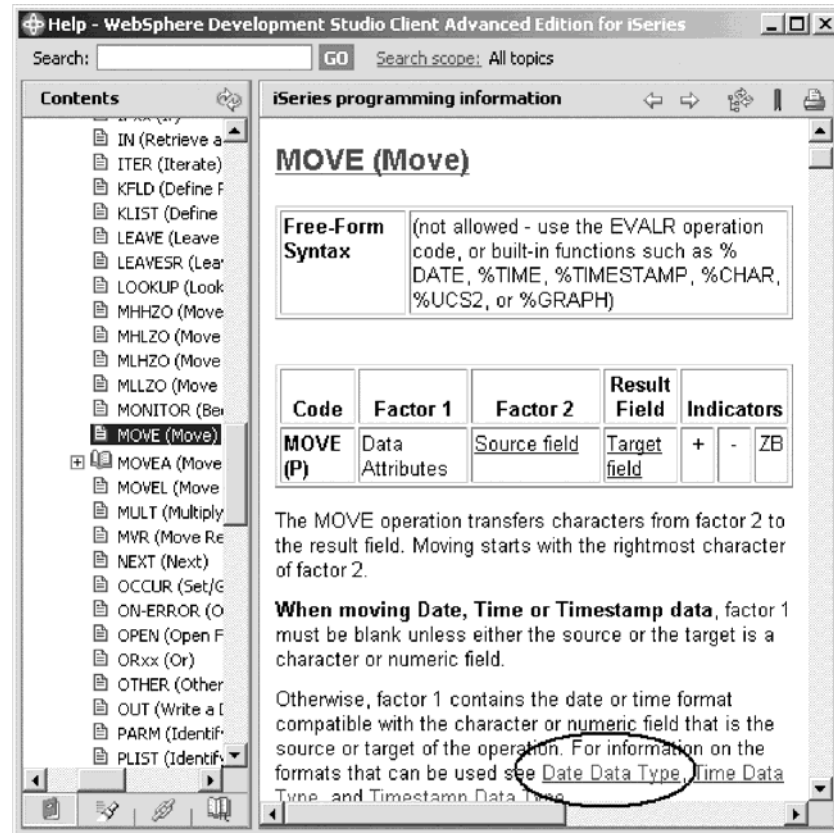 Help - WebSphere Development Studio Client Advanced Edition for iSeries
Search: GO Search scope: All topics
Contents
iSeries programming information
IN (Retrieve a
ITER (Iterate)
KFLD (Define F
KLIST (Define
LEAVE (Leave
LEAVESR (Lea
LOOKUP (Look
MHHZO (Move
MHLZO (Move
MLHZO (Move
MLLZO (Move
MONITOR (Be
MOVE (Move)
MOVEA (Move
MOVEL (Move
MULT (Multiply
MVR (Move Re
NEXT (Next)
OCCUR (Set/G
ON-ERROR (O
OPEN (Open F
ORxx (Or)
OTHER (Other
OUT (Write a D
PARM (Identif
PLIST (Identify
MOVE (Move)
Free-Form (not allowed - use the EVALR operation
Syntax code, or built-in functions such as %
DATE, %TIME, %TIMESTAMP, %CHAR,
%UCS2, or %GRAPH)
Result
Code Factor 1 Factor 2 Field Indicators
MOVE Data Source field Target + - ZB
(P) Attributes field
The MOVE operation transfers characters from factor 2 to
the result field. Moving starts with the rightmost character
of factor 2.
When moving Date, Time or Timestamp data, factor 1
must be blank unless either the source or the target is a
character or numeric field.
Otherwise, factor 1 contains the date or time format
compatible with the character or numeric field that is the
source or target of the operation. For information on the
formats that can be used see Date Data Type, Time Data
Type, and Timestamp Data Type